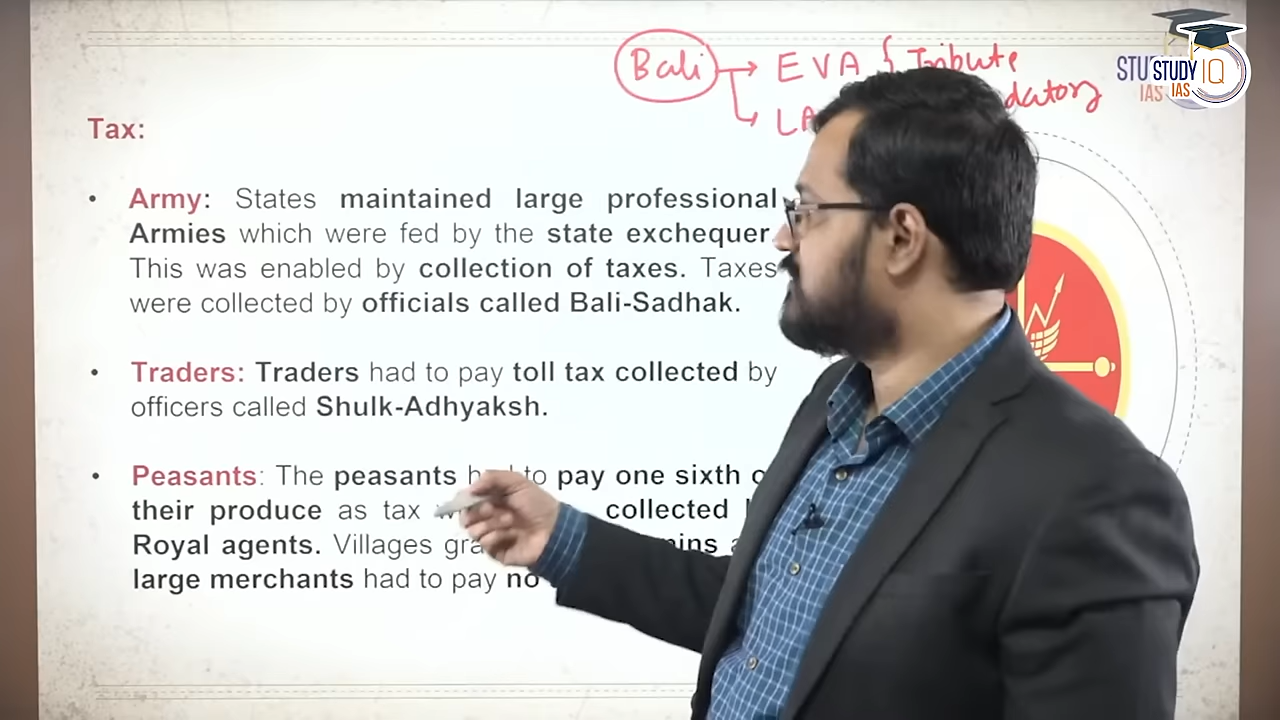 Bali → EVA { Tribute
LA datory
STUDY IQ
IAS
Tax:
• Army: States maintained large professional
Armies which were fed by the state exchequer.
This was enabled by collection of taxes. Taxes
were collected by officials called Bali-Sadhak.
• Traders: Traders had to pay toll tax collected by
officers called Shulk-Adhyaksh.
• Peasants: The peasants to pay one sixth
their produce as tax collected
Royal agents. Villages
large merchants had to pay no